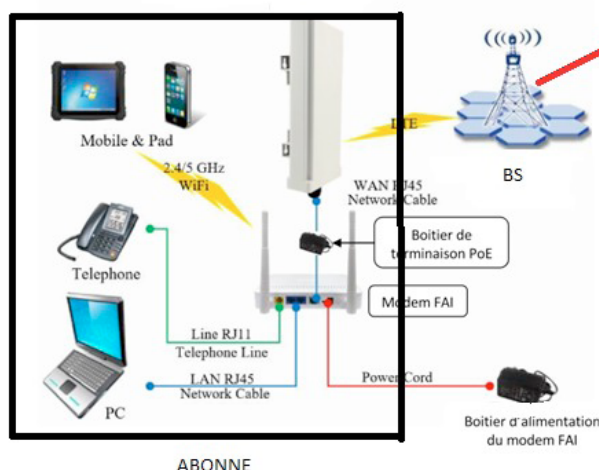 Mobile & Pad
2.4/5 GHz
WiFi
LTE
BS
WAN RJ45
Network Cable
Boitier de
terminaison PoE
Telephone
Modem FAI
Line RJ11
Telephone Line
LAN RJ45
Network Cable
Power Cord
PC
Boitier d'alimentation
du modem FAI
ABONNE